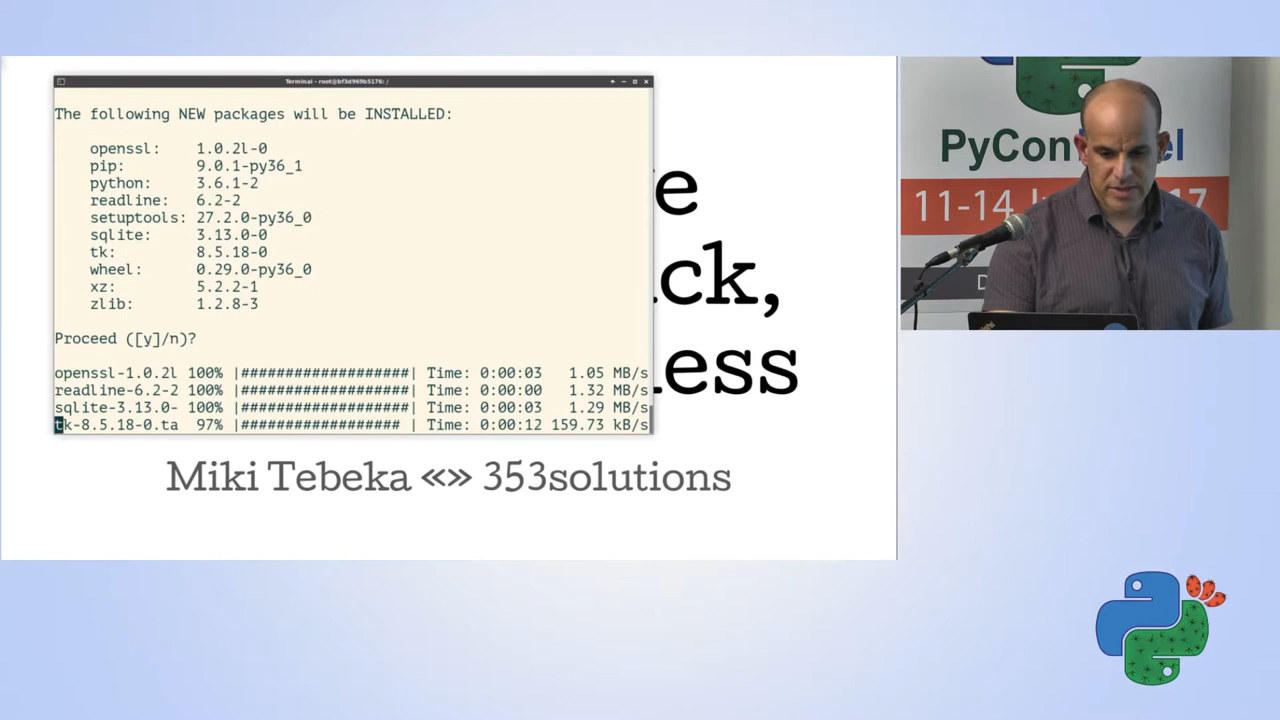 Terminal - root@bf3d969b5176: /
The following NEW packages will be INSTALLED:
openssl: 1.0.2l-0
pip: 9.0.1-py36_1
python: 3.6.1-2
readline: 6.2-2
setuptools: 27.2.0-py36_0
sqlite: 3.13.0-0
tk: 8.5.18-0
wheel: 0.29.0-py36_0
xz: 5.2.2-1
zlib: 1.2.8-3
Proceed ([y]/n)?
openssl-1.0.2l 100% |###################| Time: 0:00:03 1.05 MB/s
readline-6.2-2 100% |###################| Time: 0:00:00 1.32 MB/s
sqlite-3.13.0- 100% |###################| Time: 0:00:03 1.29 MB/s
tk-8.5.18-0.ta 97% |################## | Time: 0:00:12 159.73 kB/s
ck,
ess
Miki Tebeka «» 353solutions
PyCon
11-14 17